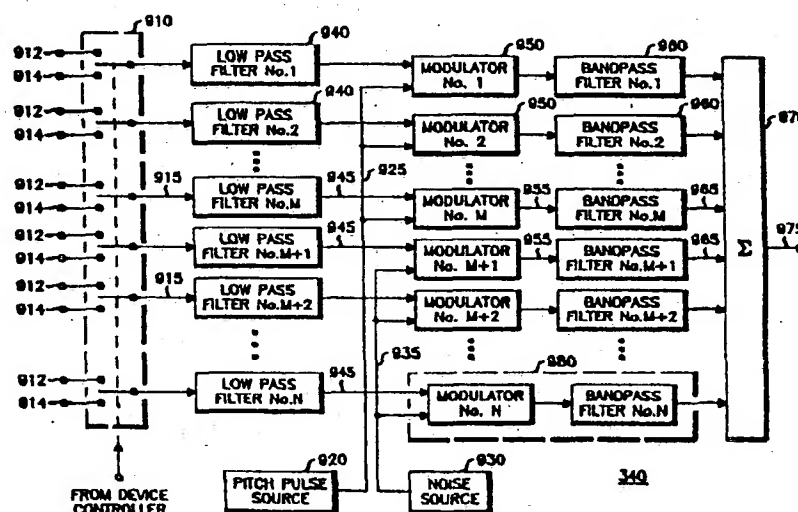 910
912
914
LOW PASS
FILTER No.1
940
MODULATOR
No. 1
950
BANDPASS
FILTER No.1
960
912
914
LOW PASS
FILTER No.2
940
MODULATOR
No. 2
950
BANDPASS
FILTER No.2
960
970
912
914
915
LOW PASS
FILTER No.M
945
925
MODULATOR
No. M
955
BANDPASS
FILTER No.M
965
912
914
LOW PASS
FILTER No.M+1
945
MODULATOR
No. M+1
955
BANDPASS
FILTER No.M+1
965
Σ
975
912
914
915
LOW PASS
FILTER No.M+2
MODULATOR
No. M+2
BANDPASS
FILTER No.M+2
935
980
912
914
LOW PASS
FILTER No.N
945
MODULATOR
No. N
BANDPASS
FILTER No.N
920
PITCH PULSE
SOURCE
930
NOISE
SOURCE
340
FROM DEVICE
CONTROLLER